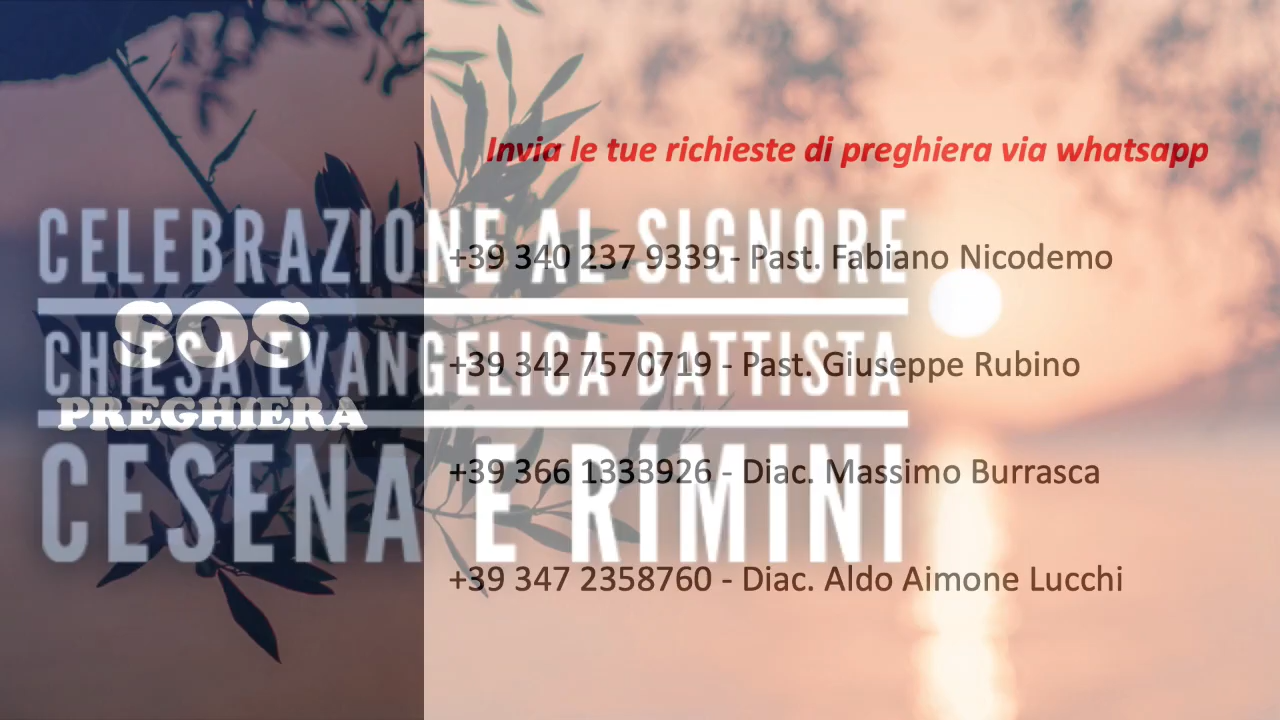 Invia le tue richieste di preghiera via whatsapp
CELEBRAZIONE AL SIGNORE
+39 340 237 9339 - Past. Fabiano Nicodemo
SOS
CHIESA EVANGELICA BATTISTA
+39 342 7570719 - Past. Giuseppe Rubino
PREGHIERA
CESENA E RIMINI
+39 366 1333926 - Diac. Massimo Burrasca
+39 347 2358760 - Diac. Aldo Aimone Lucchi